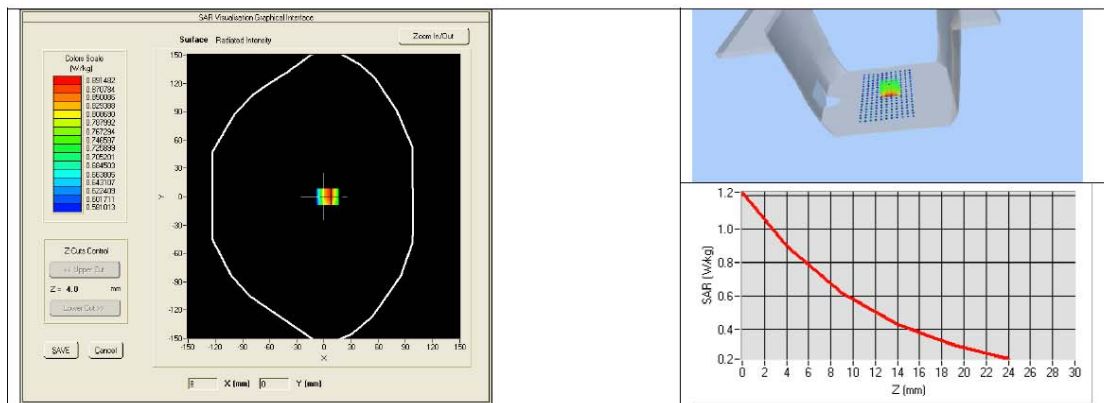 SAR Visualisation Graphical Interface
Surface Radiated Intensity
Zoom In/Out
Colors Scale
(W/kg)
0.891482
0.870784
0.850086
0.829388
0.808690
0.787992
0.767294
0.746597
0.725899
0.705201
0.684503
0.663805
0.643107
0.622409
0.601711
0.581013
150
120
90
60
30
Y 0
-30
-60
-90
-120
-150
-150 -120 -90 -60 -30 0 30 60 90 120 150
X
Z Cuts Control
<< Upper Cut
Z = 4.0 mm
Lower Cut >>
SAVE Cancel
8 X (mm) 0 Y (mm)
1.2
1.0
0.8
0.6
0.4
0.2
SAR (W/kg)
0 2 4 6 8 10 12 14 16 18 20 22 24 26 28 30
Z (mm)